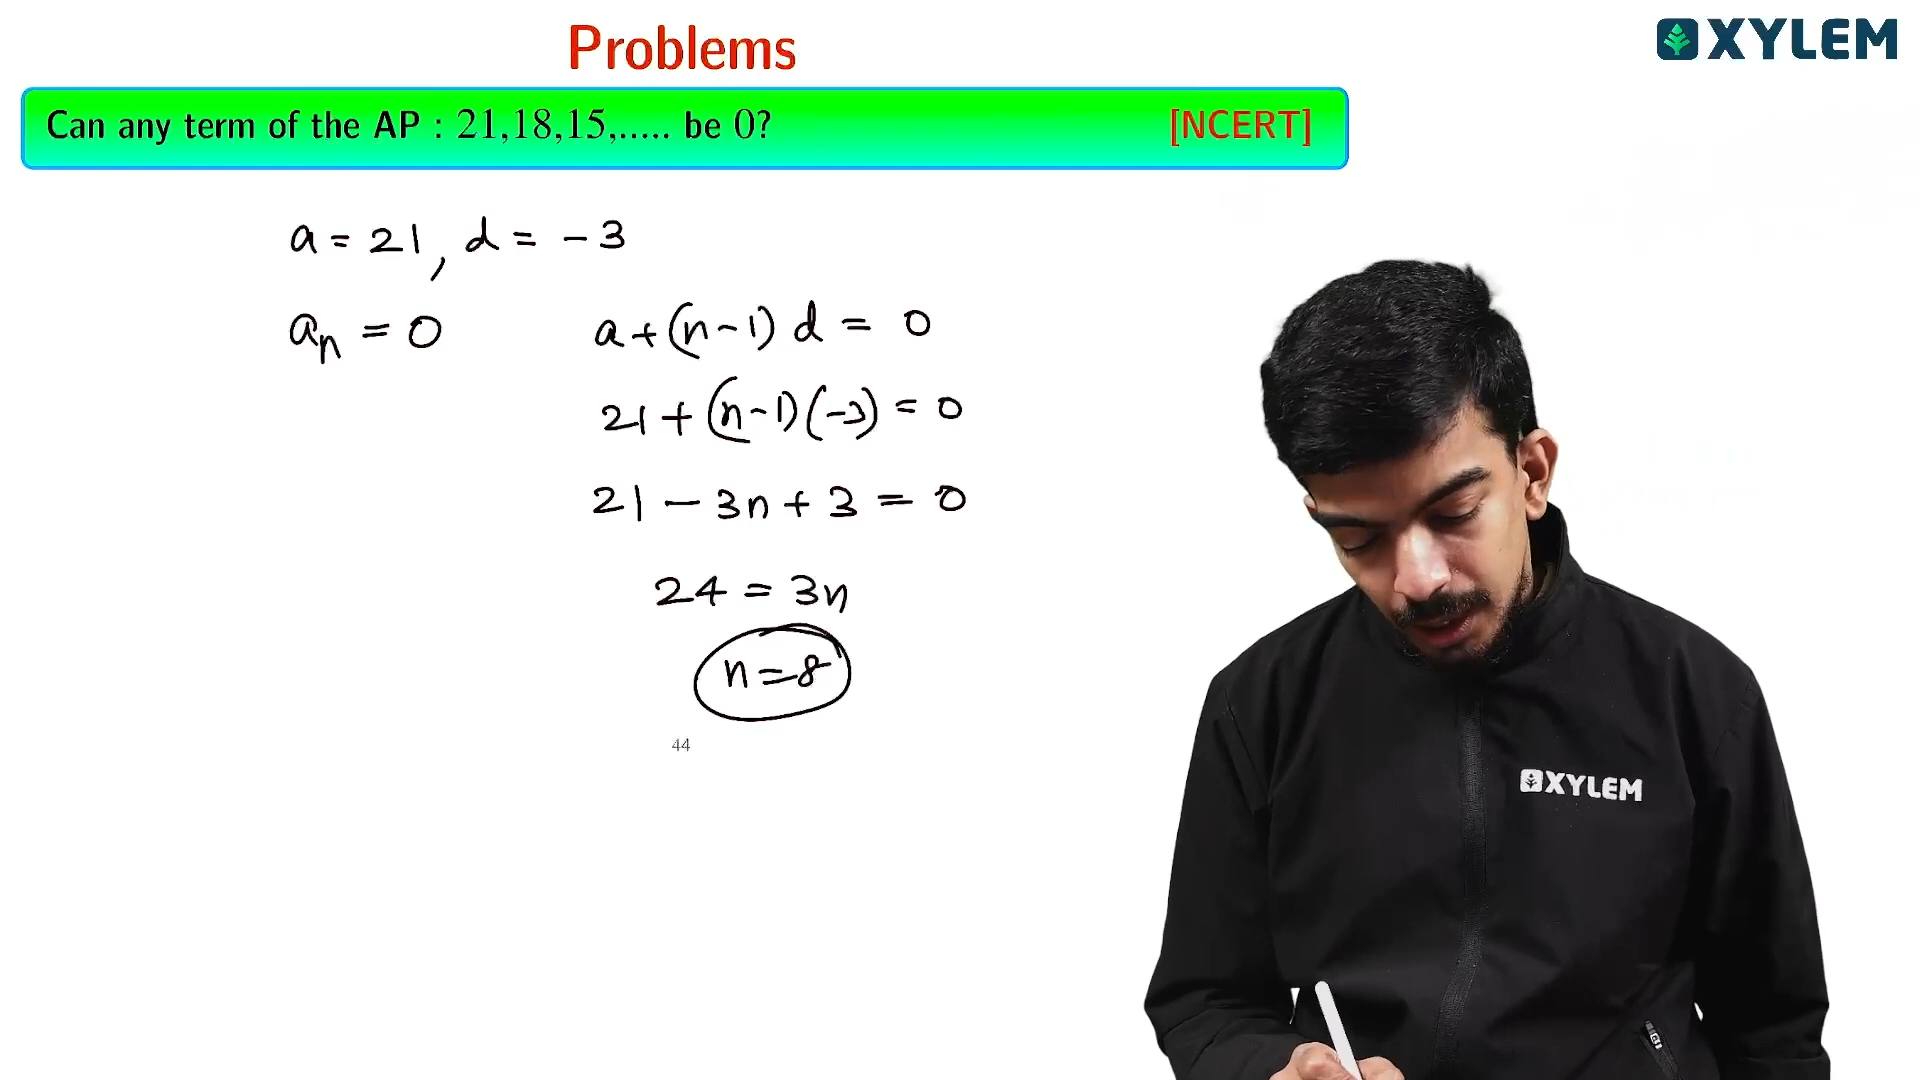 Problems
XYLEM
Can any term of the AP : 21,18,15,..... be 0? [NCERT]
a = 21, d = -3
aₙ = 0
a+(n-1) d = 0
21 + (n-1)(-3) = 0
21 - 3n + 3 = 0
24 = 3n
n=8
44
XYLEM